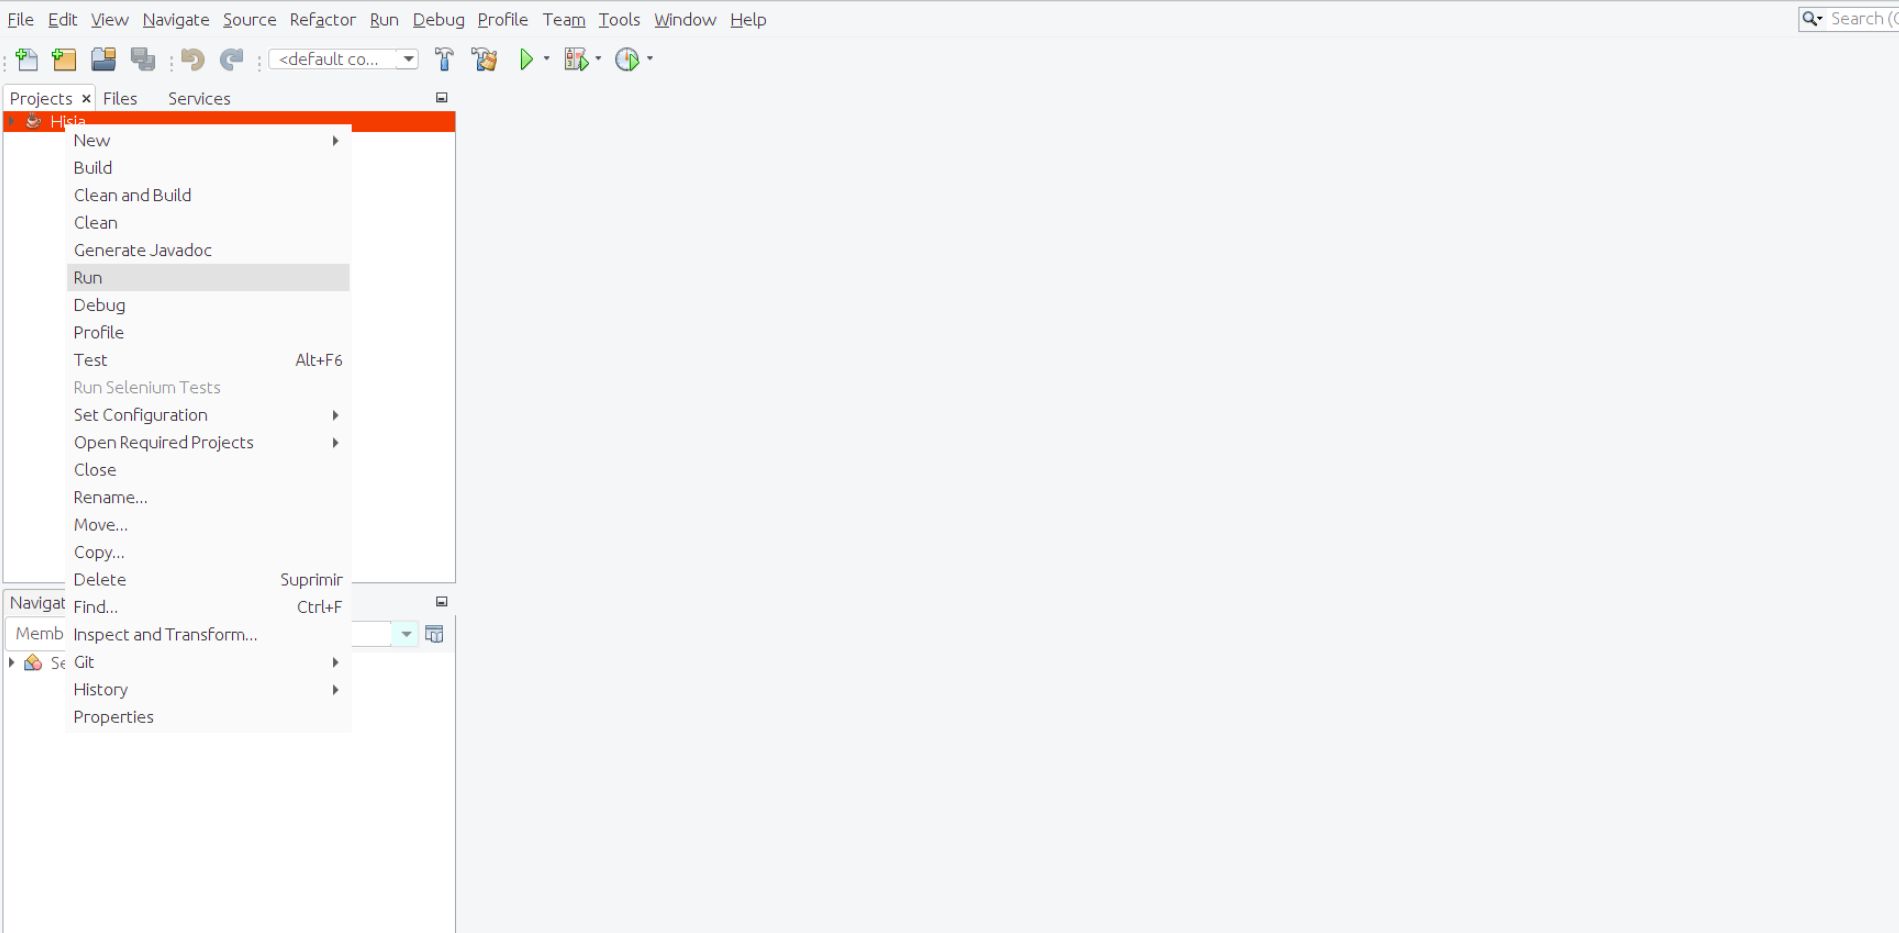 File Edit View Navigate Source Refactor Run Debug Profile Team Tools Window Help
Search (
<default co...
Projects × Files Services
Hisia
New
Build
Clean and Build
Clean
Generate Javadoc
Run
Debug
Profile
Test Alt+F6
Run Selenium Tests
Set Configuration
Open Required Projects
Close
Rename...
Move...
Copy...
Delete Suprimir
Find... Ctrl+F
Inspect and Transform...
Git
History
Properties
Navigat
Memb
Se